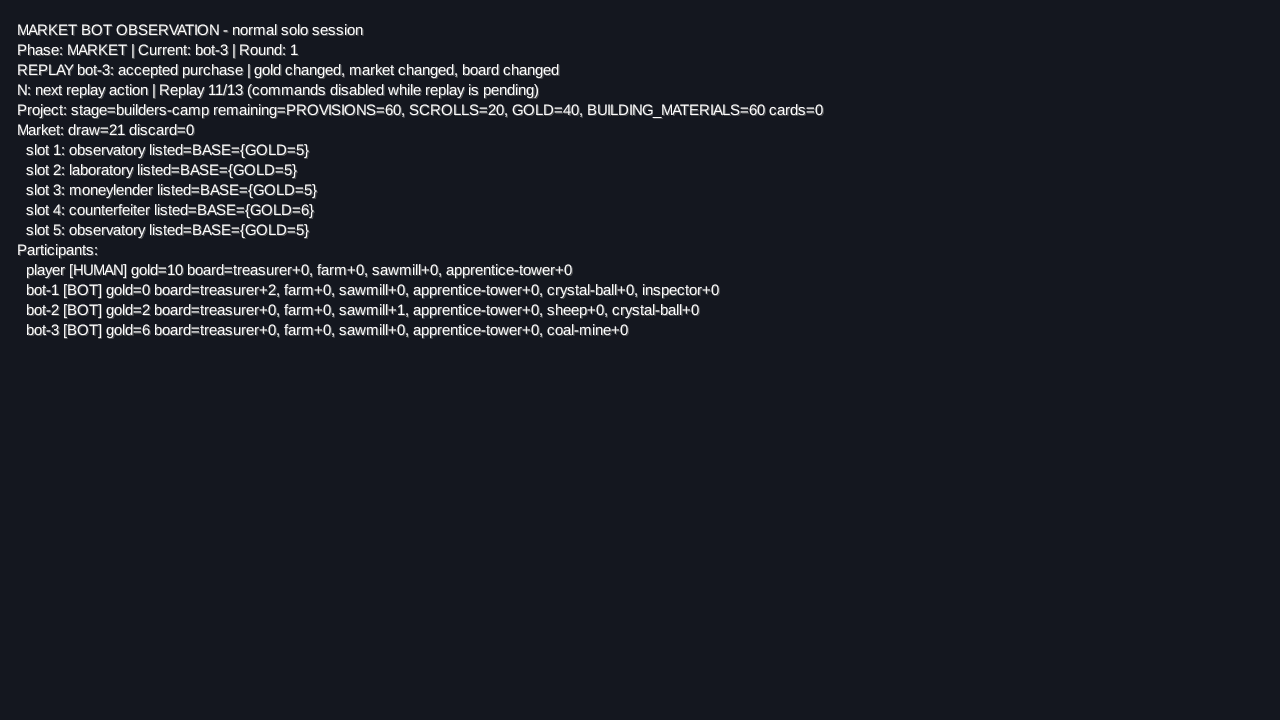 MARKET BOT OBSERVATION - normal solo session
Phase: MARKET | Current: bot-3 | Round: 1
REPLAY bot-3: accepted purchase | gold changed, market changed, board changed
N: next replay action | Replay 11/13 (commands disabled while replay is pending)
Project: stage=builders-camp remaining=PROVISIONS=60, SCROLLS=20, GOLD=40, BUILDING_MATERIALS=60 cards=0
Market: draw=21 discard=0
slot 1: observatory listed=BASE={GOLD=5}
slot 2: laboratory listed=BASE={GOLD=5}
slot 3: moneylender listed=BASE={GOLD=5}
slot 4: counterfeiter listed=BASE={GOLD=6}
slot 5: observatory listed=BASE={GOLD=5}
Participants:
player [HUMAN] gold=10 board=treasurer+0, farm+0, sawmill+0, apprentice-tower+0
bot-1 [BOT] gold=0 board=treasurer+2, farm+0, sawmill+0, apprentice-tower+0, crystal-ball+0, inspector+0
bot-2 [BOT] gold=2 board=treasurer+0, farm+0, sawmill+1, apprentice-tower+0, sheep+0, crystal-ball+0
bot-3 [BOT] gold=6 board=treasurer+0, farm+0, sawmill+0, apprentice-tower+0, coal-mine+0